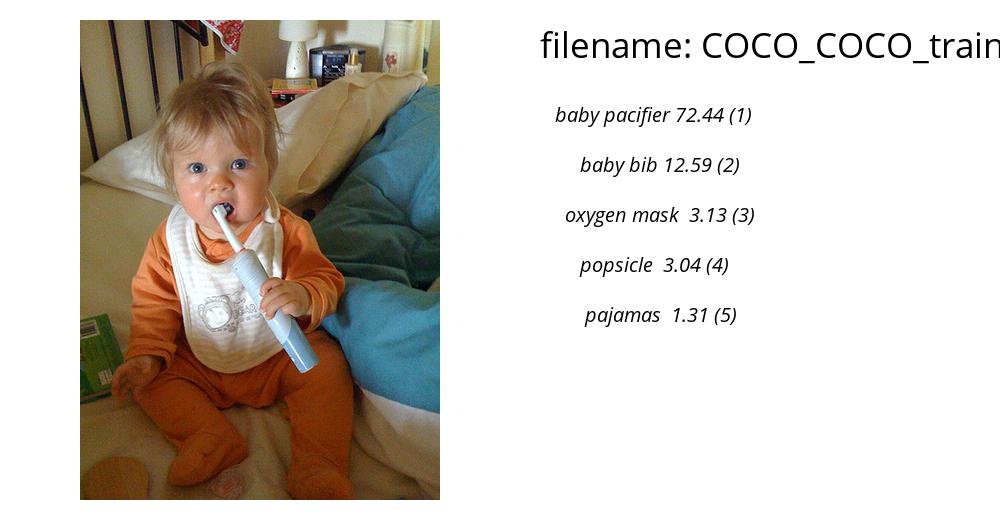 filename: COCO_COCO_train
baby pacifier 72.44 (1)
baby bib 12.59 (2)
oxygen mask 3.13 (3)
popsicle 3.04 (4)
pajamas 1.31 (5)